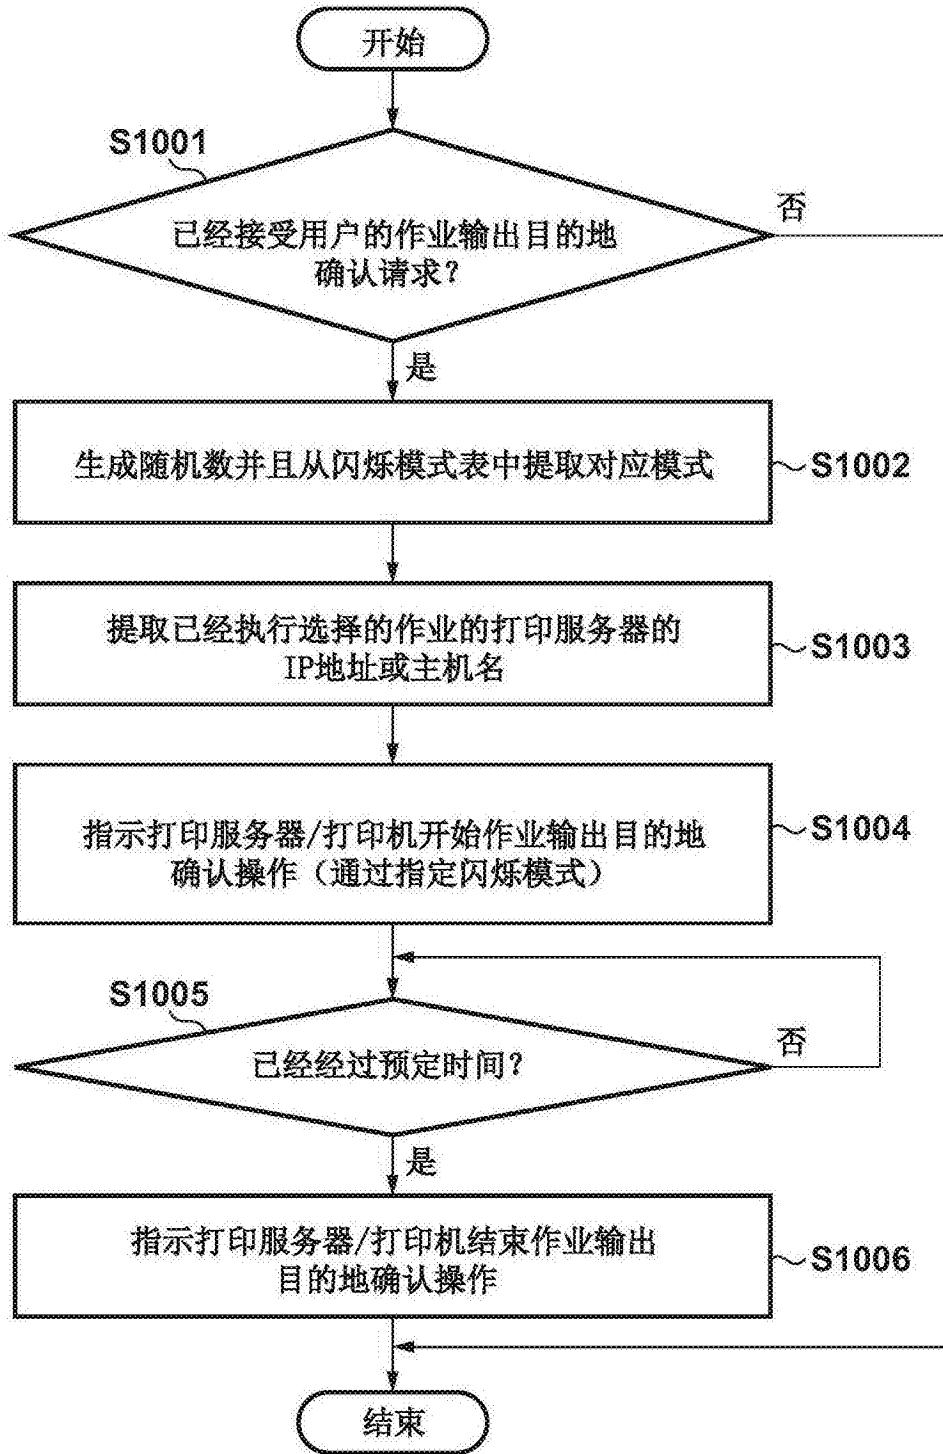 开始
S1001
已经接受用户的作业输出目的地
确认请求？
否
是
生成随机数并且从闪烁模式表中提取对应模式
S1002
提取已经执行选择的作业的打印服务器的
IP地址或主机名
S1003
指示打印服务器/打印机开始作业输出目的地
确认操作（通过指定闪烁模式）
S1004
S1005
已经经过预定时间？
否
是
指示打印服务器/打印机结束作业输出
目的地确认操作
S1006
结束